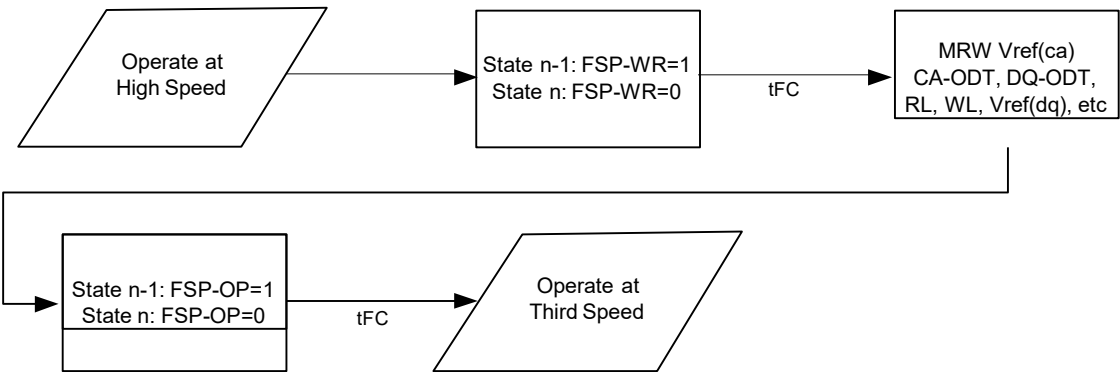 Operate at
High Speed
State n-1: FSP-WR=1
State n: FSP-WR=0
tFC
MRW Vref(ca)
CA-ODT, DQ-ODT,
RL, WL, Vref(dq), etc
State n-1: FSP-OP=1
State n: FSP-OP=0
tFC
Operate at
Third Speed